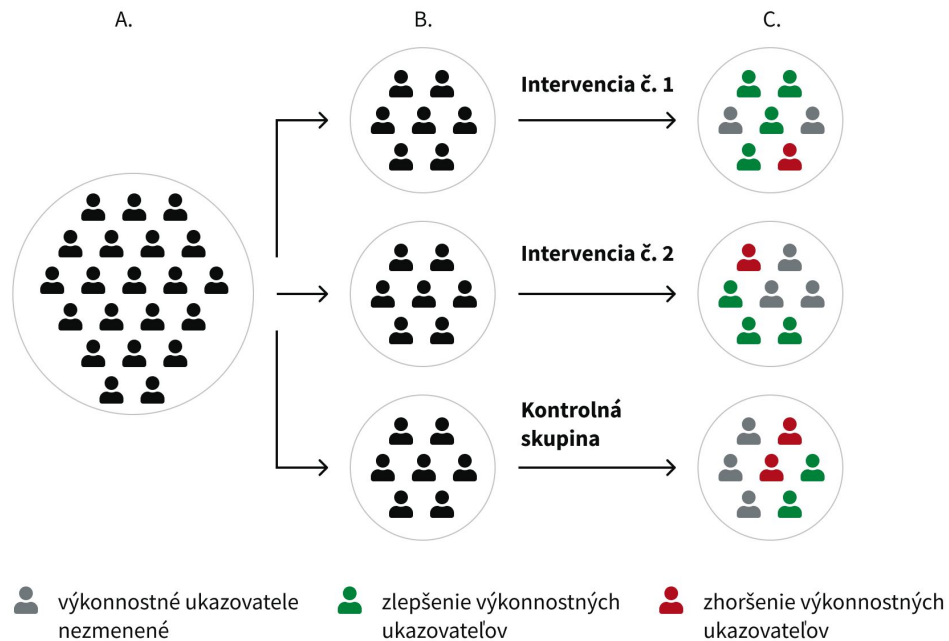 A.
B.
C.
Intervencia č. 1
Intervencia č. 2
Kontrolná
skupina
výkonnostné ukazovatele
nezmenené
zlepšenie výkonnostných
ukazovateľov
zhoršenie výkonnostných
ukazovateľov